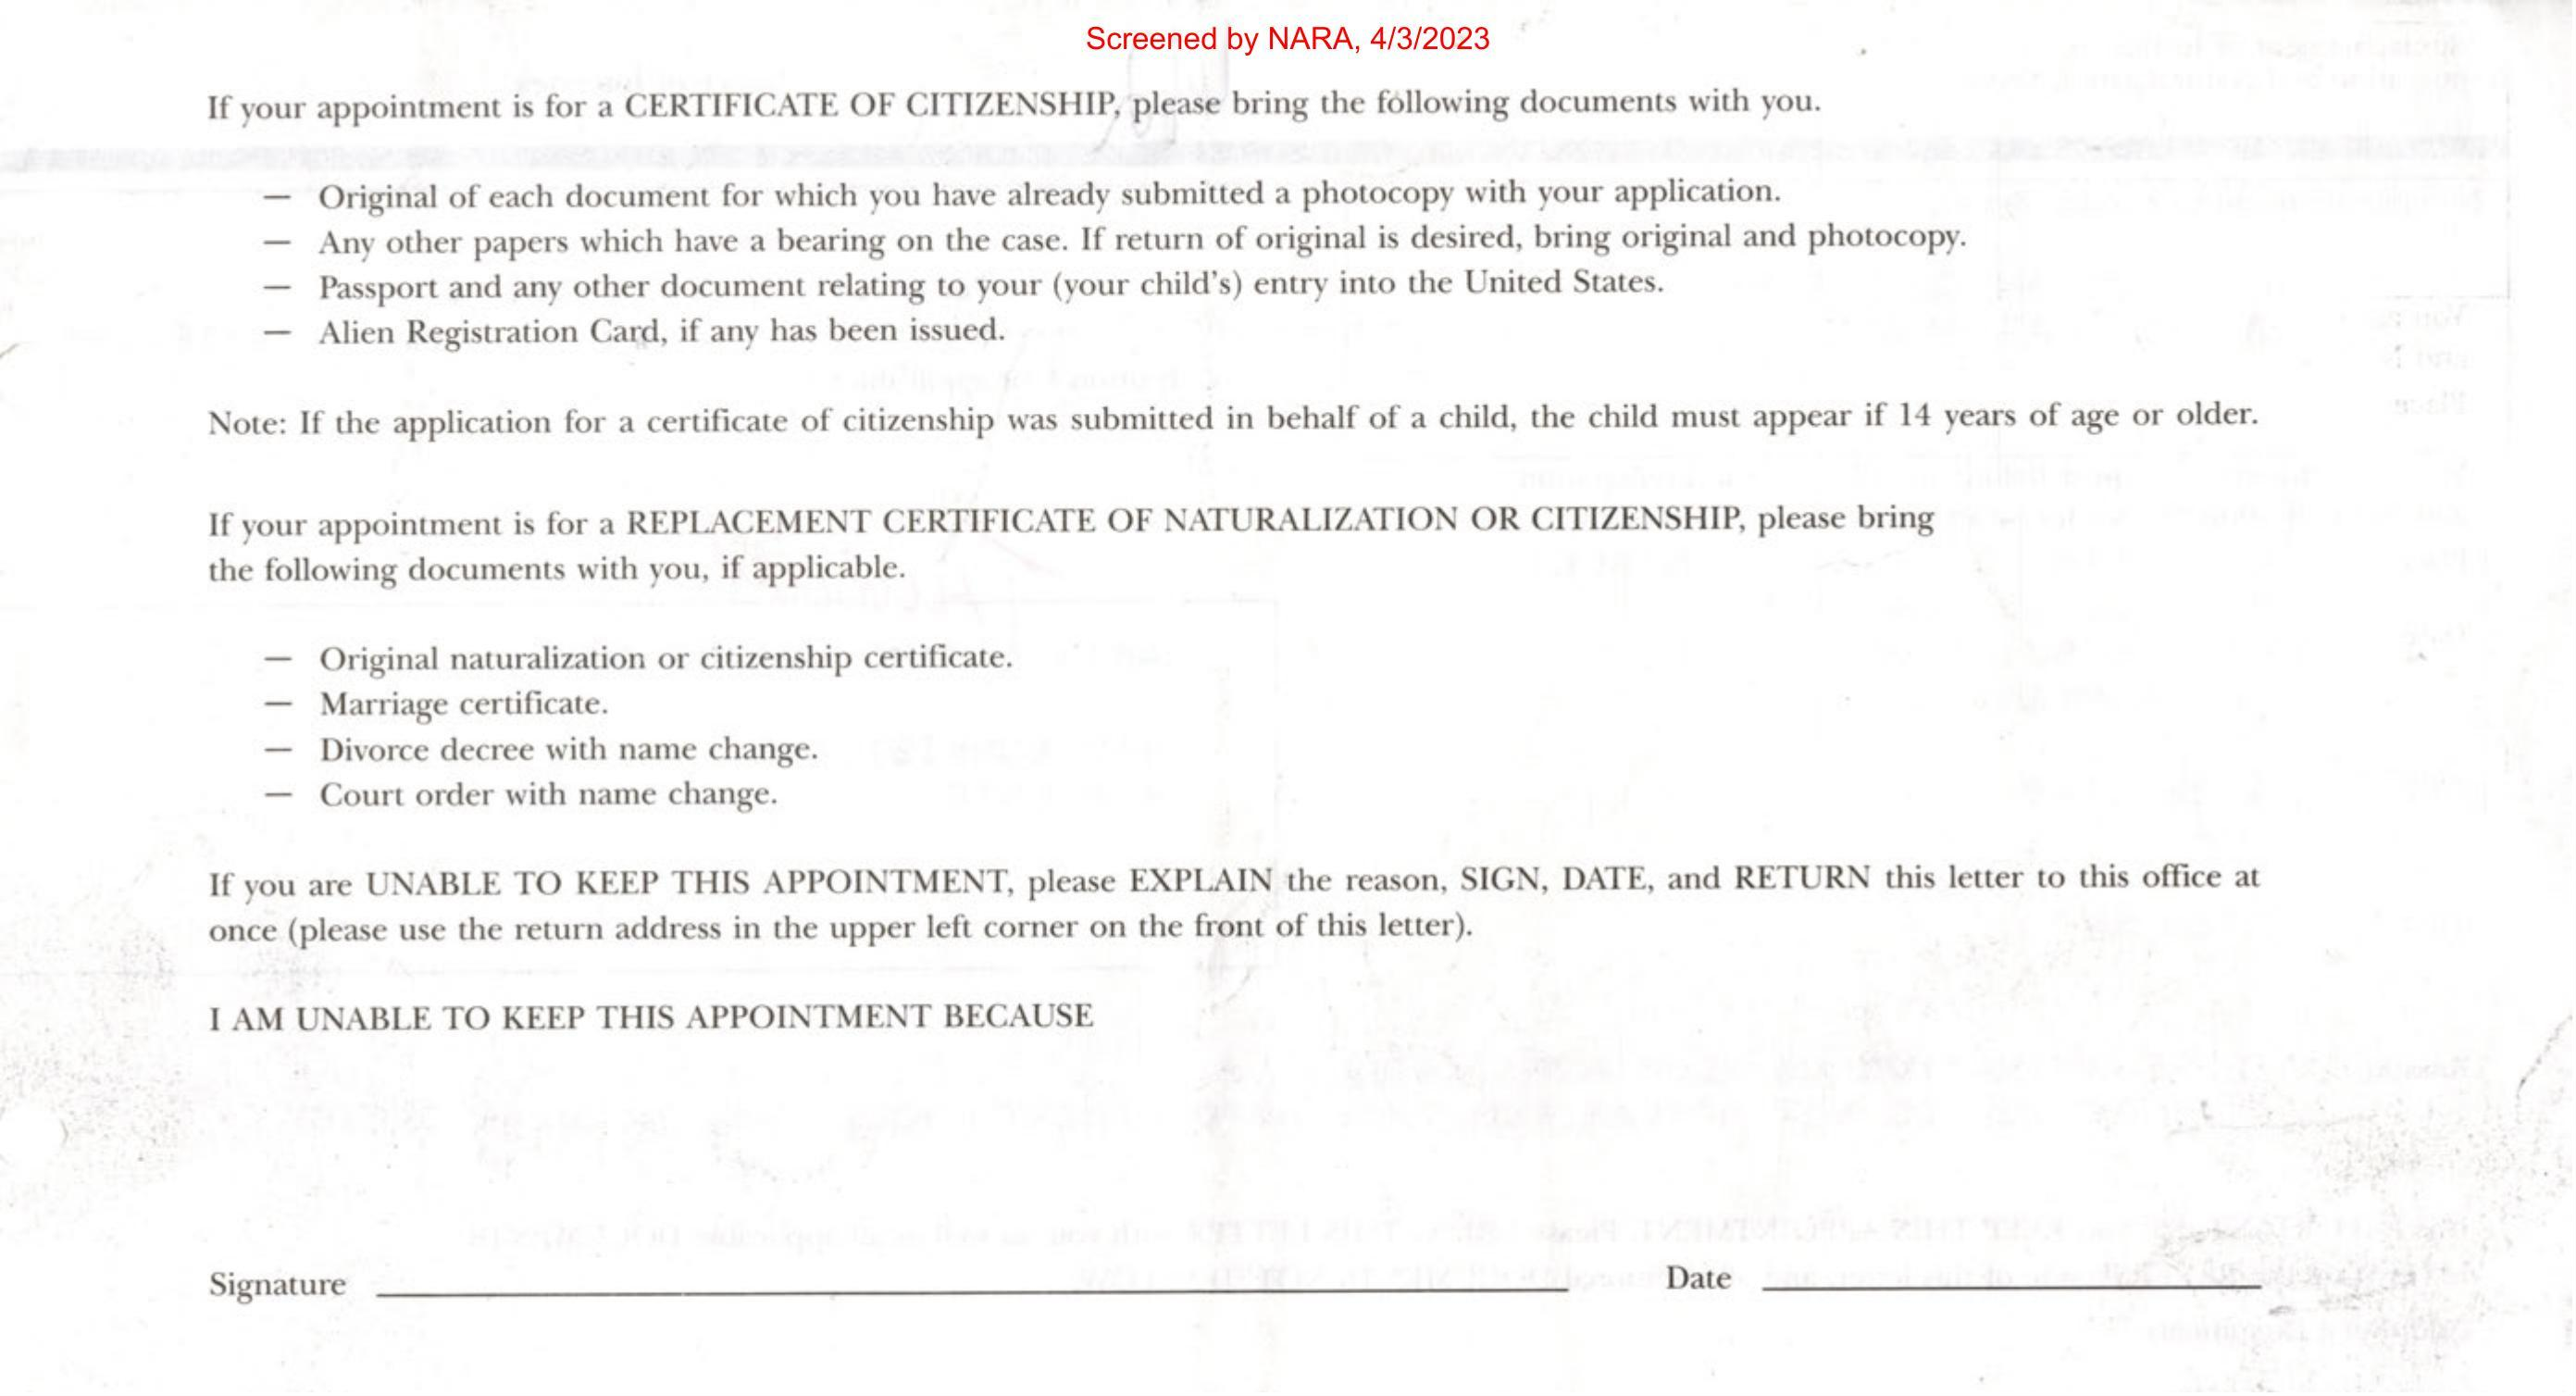 Screened by NARA, 4/3/2023
If your appointment is for a CERTIFICATE OF CITIZENSHIP, please bring the following documents with you.
— Original of each document for which you have already submitted a photocopy with your application.
— Any other papers which have a bearing on the case. If return of original is desired, bring original and photocopy.
— Passport and any other document relating to your (your child's) entry into the United States.
— Alien Registration Card, if any has been issued.
Note: If the application for a certificate of citizenship was submitted in behalf of a child, the child must appear if 14 years of age or older.
If your appointment is for a REPLACEMENT CERTIFICATE OF NATURALIZATION OR CITIZENSHIP, please bring
the following documents with you, if applicable.
— Original naturalization or citizenship certificate.
— Marriage certificate.
— Divorce decree with name change.
— Court order with name change.
If you are UNABLE TO KEEP THIS APPOINTMENT, please EXPLAIN the reason, SIGN, DATE, and RETURN this letter to this office at
once (please use the return address in the upper left corner on the front of this letter).
I AM UNABLE TO KEEP THIS APPOINTMENT BECAUSE
Signature Date